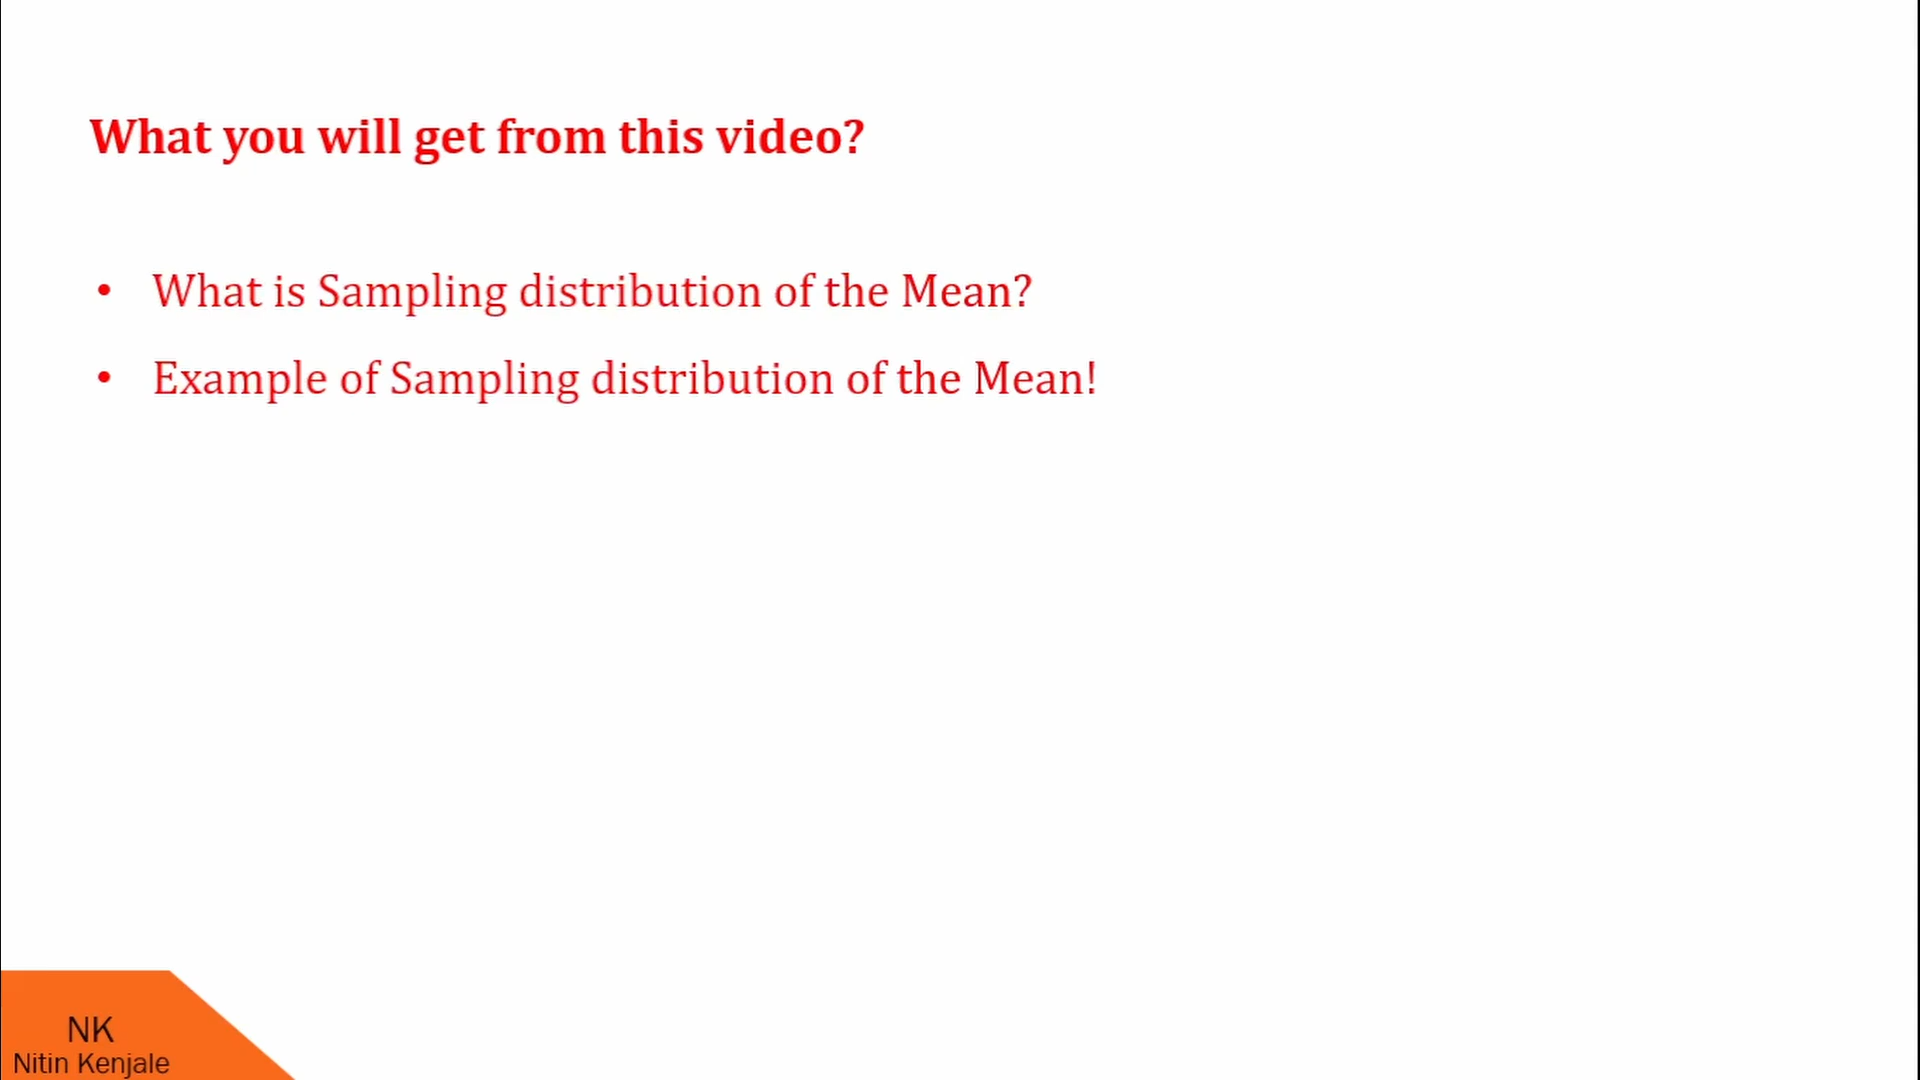 What you will get from this video?
• What is Sampling distribution of the Mean?
• Example of Sampling distribution of the Mean!
NK
Nitin Kenjale